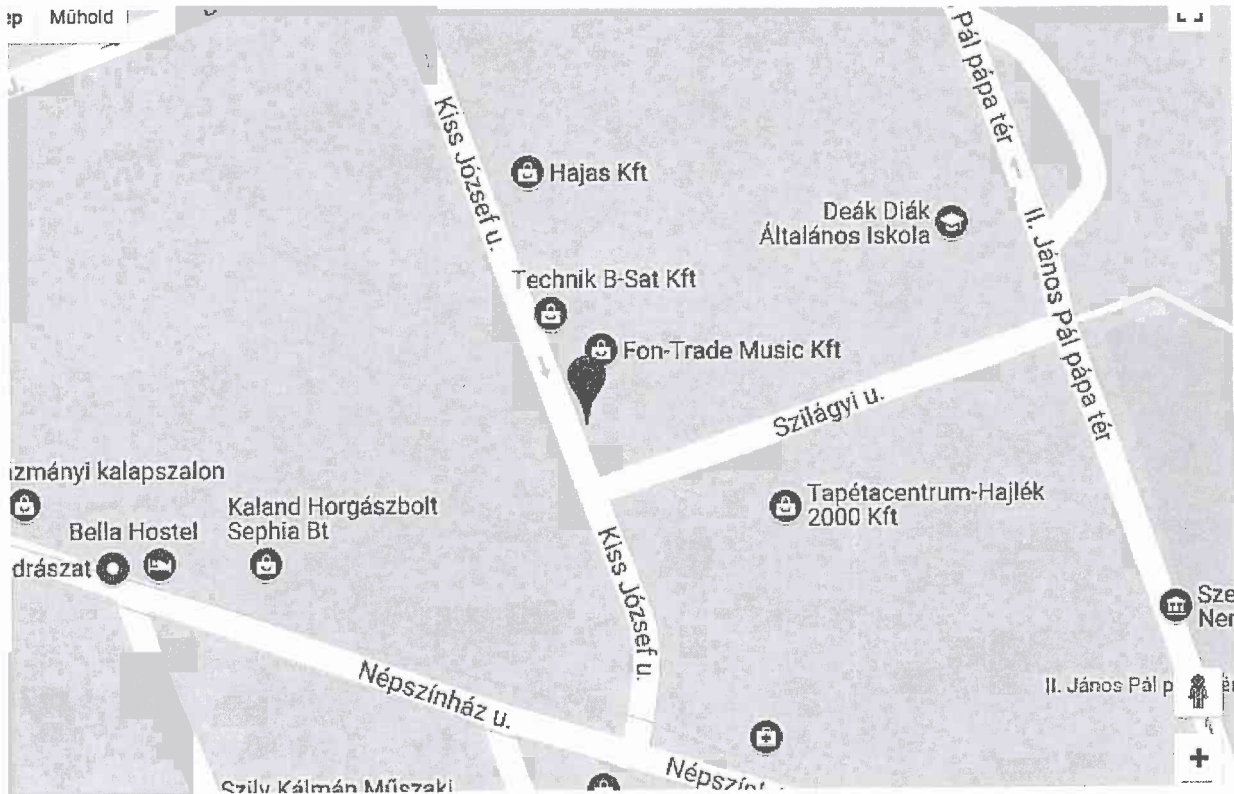 Műhold
Pál pápa tér
Kiss József u.
Hajas Kft
Deák Diák
Általános Iskola
II. János Pál pápa tér
Technik B-Sat Kft
Fon-Trade Music Kft
Szilágyi u.
kalapszalon
Kaland Horgászbolt
Sephia Bt
Bella Hostel
Tapétacentrum-Hajlék
2000 Kft
Kiss József u.
Népszínház u.
II. János Pál
Szily Kálmán Műszaki